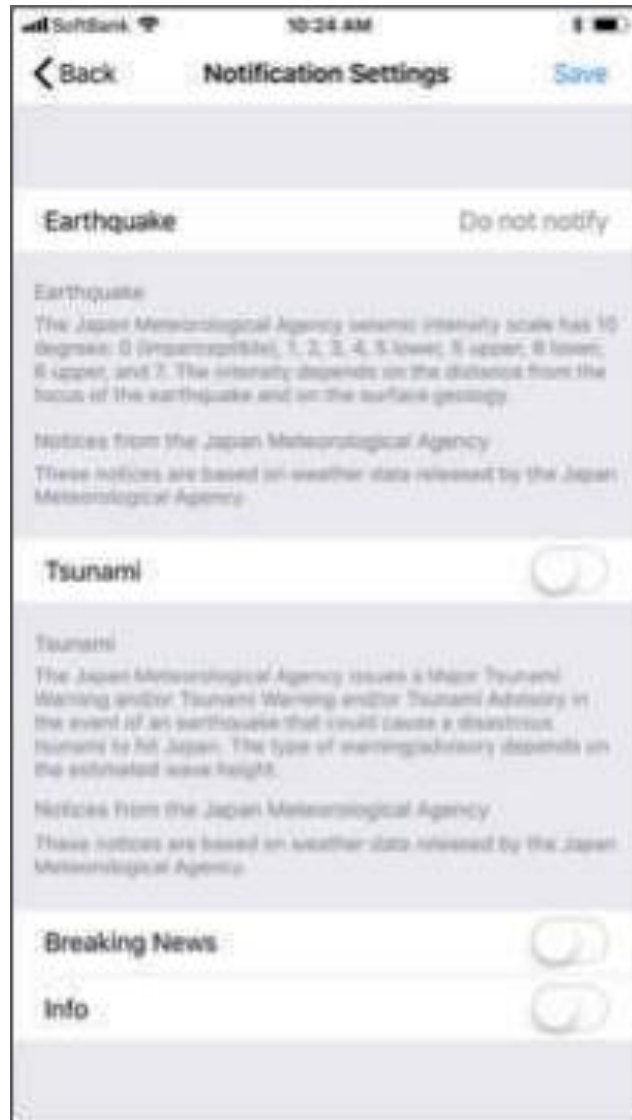 SoftBank 10:24 AM
Back Notification Settings Save
Earthquake Do not notify
Earthquake
The Japan Meteorological Agency seismic intensity scale has 10
degrees: 0 (imperceptible), 1, 2, 3, 4, 5 lower, 5 upper, 6 lower,
6 upper, and 7. The intensity depends on the distance from the
focus of the earthquake and on the surface geology.
Notices from the Japan Meteorological Agency
These notices are based on weather data released by the Japan
Meteorological Agency.
Tsunami
Tsunami
The Japan Meteorological Agency issues a Major Tsunami
Warning and/or Tsunami Warning and/or Tsunami Advisory in
the event of an earthquake that could cause a disastrous
tsunami to hit Japan. The type of warning/advisory depends on
the estimated wave height.
Notices from the Japan Meteorological Agency
These notices are based on weather data released by the Japan
Meteorological Agency.
Breaking News
Info